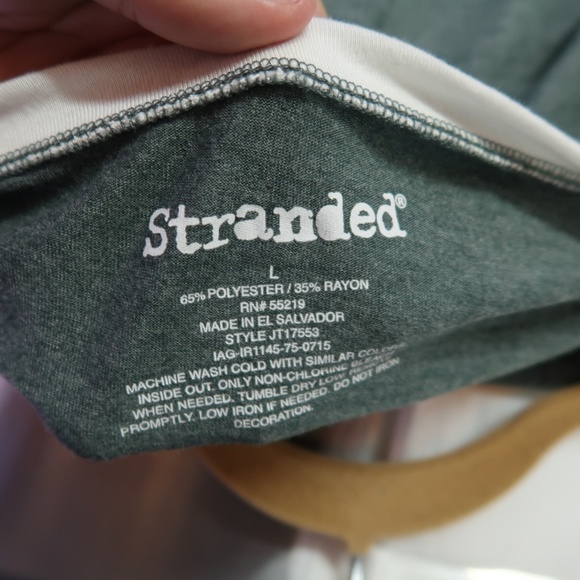 Stranded®
L
65% POLYESTER / 35% RAYON
RN# 55219
MADE IN EL SALVADOR
STYLE JT17553
IAG-IR1145-75-0715
MACHINE WASH COLD WITH SIMILAR COLORS
INSIDE OUT. ONLY NON-CHLORINE BLEACH
WHEN NEEDED. TUMBLE DRY LOW. REMOVE
PROMPTLY. LOW IRON IF NEEDED. DO NOT IRON
DECORATION.